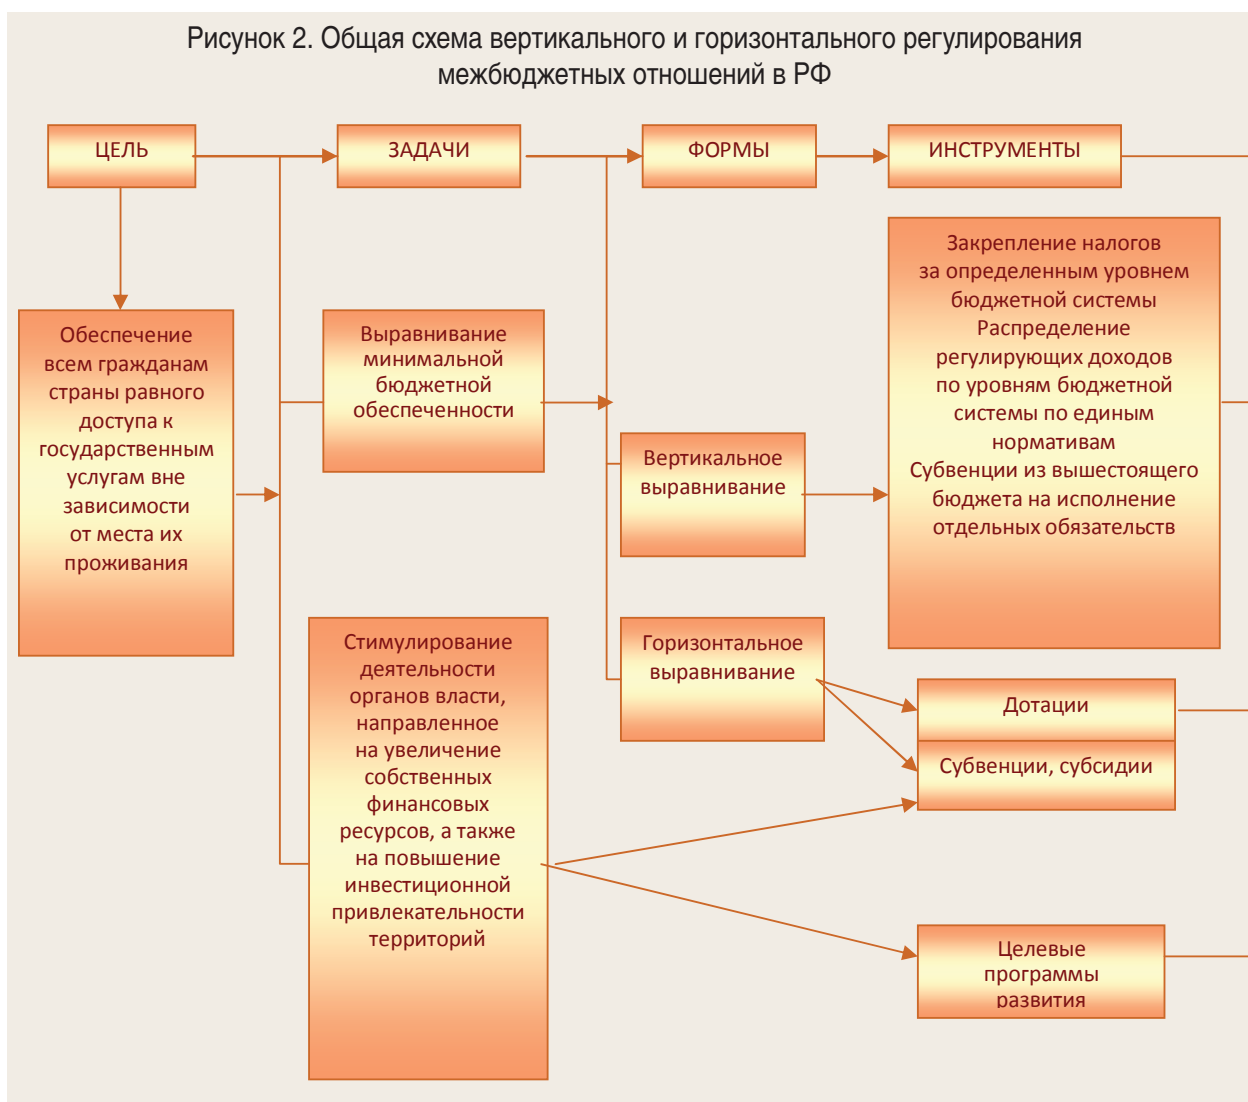 Рисунок 2. Общая схема вертикального и горизонтального регулирования
межбюджетных отношений в РФ
ЦЕЛЬ
ЗАДАЧИ
ФОРМЫ
ИНСТРУМЕНТЫ
Обеспечение
всем гражданам
страны равного
доступа к
государственным
услугам вне
зависимости
от места их
проживания
Выравнивание
минимальной
бюджетной
обеспеченности
Стимулирование
деятельности
органов власти,
направленное
на увеличение
собственных
финансовых
ресурсов, а также
на повышение
инвестиционной
привлекательности
территорий
Вертикальное
выравнивание
Горизонтальное
выравнивание
Закрепление налогов
за определенным уровнем
бюджетной системы
Распределение
регулирующих доходов
по уровням бюджетной
системы по единым
нормативам
Субвенции из вышестоящего
бюджета на исполнение
отдельных обязательств
Дотации
Субвенции, субсидии
Целевые
программы
развития